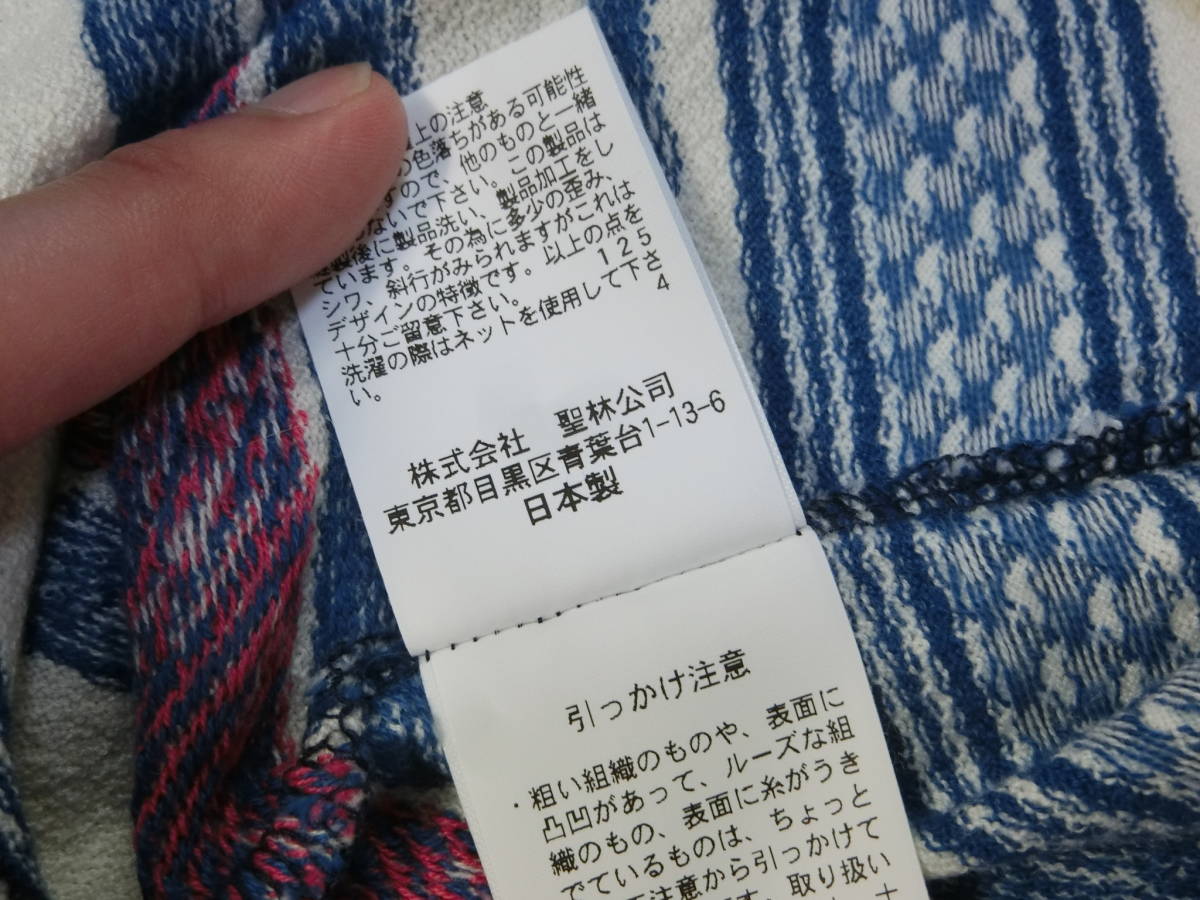 上の注意
の色落ちがある可能性
すので、他のものと一緒
ないで下さい。この製品は
縫製後に製品洗い、製品加工をし
ています。その為に多少の歪み、
シワ、斜行がみられますがこれは
デザインの特徴です。以上の点を
十分ご留意下さい。 125
洗濯の際はネットを使用して下さ
い。 4
株式会社 聖林公司
東京都目黒区青葉台1-13-6
日本製
引っかけ注意
・粗い組織のものや、表面に
凸凹があって、ルーズな組
織のもの、表面に糸がうき
でているものは、ちょっと
不注意から引っかけて
す。取り扱い